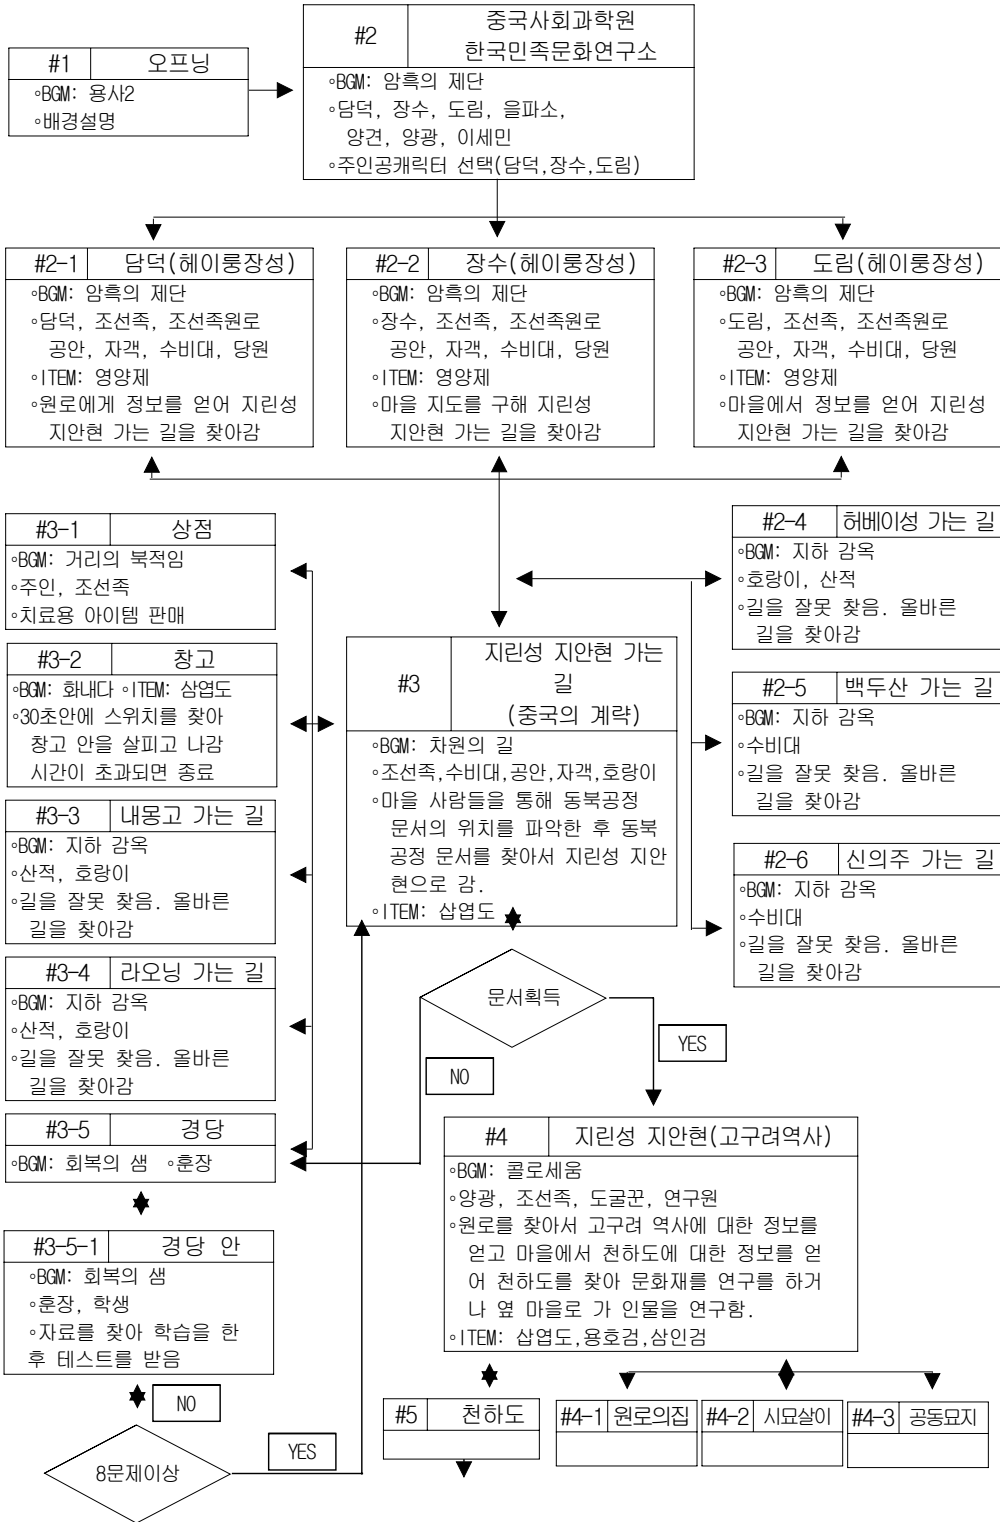 #1 오프닝
◦BGM: 용사2
◦배경설명
#2 중국사회과학원
한국민족문화연구소
◦BGM: 암흑의 제단
◦담덕, 장수, 도림, 을파소,
양견, 양광, 이세민
◦주인공캐릭터 선택(담덕,장수,도림)
#2-1 담덕(헤이룽장성)
◦BGM: 암흑의 제단
◦담덕, 조선족, 조선족원로
공안, 자객, 수비대, 당원
◦ITEM: 영양제
◦원로에게 정보를 얻어 지린성
지안현 가는 길을 찾아감
#2-2 장수(헤이룽장성)
◦BGM: 암흑의 제단
◦장수, 조선족, 조선족원로
공안, 자객, 수비대, 당원
◦ITEM: 영양제
◦마을 지도를 구해 지린성
지안현 가는 길을 찾아감
#2-3 도림(헤이룽장성)
◦BGM: 암흑의 제단
◦도림, 조선족, 조선족원로
공안, 자객, 수비대, 당원
◦ITEM: 영양제
◦마을에서 정보를 얻어 지린성
지안현 가는 길을 찾아감
#3-1 상점
◦BGM: 거리의 북적임
◦주인, 조선족
◦치료용 아이템 판매
#3-2 창고
◦BGM: 화내다 ◦ITEM: 삼엽도
◦30초안에 스위치를 찾아
창고 안을 살피고 나감
시간이 초과되면 종료
#3-3 내몽고 가는 길
◦BGM: 지하 감옥
◦산적, 호랑이
◦길을 잘못 찾음. 올바른
길을 찾아감
#3-4 라오닝 가는 길
◦BGM: 지하 감옥
◦산적, 호랑이
◦길을 잘못 찾음. 올바른
길을 찾아감
#3-5 경당
◦BGM: 회복의 샘 ◦훈장
#3-5-1 경당 안
◦BGM: 회복의 샘
◦훈장, 학생
◦자료를 찾아 학습을 한
후 테스트를 받음
NO
8문제이상
YES
#3 지린성 지안현 가는
길
(중국의 계략)
◦BGM: 차원의 길
◦조선족,수비대,공안,자객,호랑이
◦마을 사람들을 통해 동북공정
문서의 위치를 파악한 후 동북
공정 문서를 찾아서 지린성 지안
현으로 감.
◦ITEM: 삽엽도
문서획득
YES
NO
#2-4 허베이성 가는 길
◦BGM: 지하 감옥
◦호랑이, 산적
◦길을 잘못 찾음. 올바른
길을 찾아감
#2-5 백두산 가는 길
◦BGM: 지하 감옥
◦수비대
◦길을 잘못 찾음. 올바른
길을 찾아감
#2-6 신의주 가는 길
◦BGM: 지하 감옥
◦수비대
◦길을 잘못 찾음. 올바른
길을 찾아감
#4 지린성 지안현(고구려역사)
◦BGM: 콜로세움
◦양광, 조선족, 도굴꾼, 연구원
◦원로를 찾아서 고구려 역사에 대한 정보를
얻고 마을에서 천하도에 대한 정보를 얻
어 천하도를 찾아 문화재를 연구를 하거
나 옆 마을로 가 인물을 연구함.
◦ITEM: 삽엽도,용호검,삼인검
#5 천하도
#4-1 원로의집
#4-2 시묘살이
#4-3 공동묘지